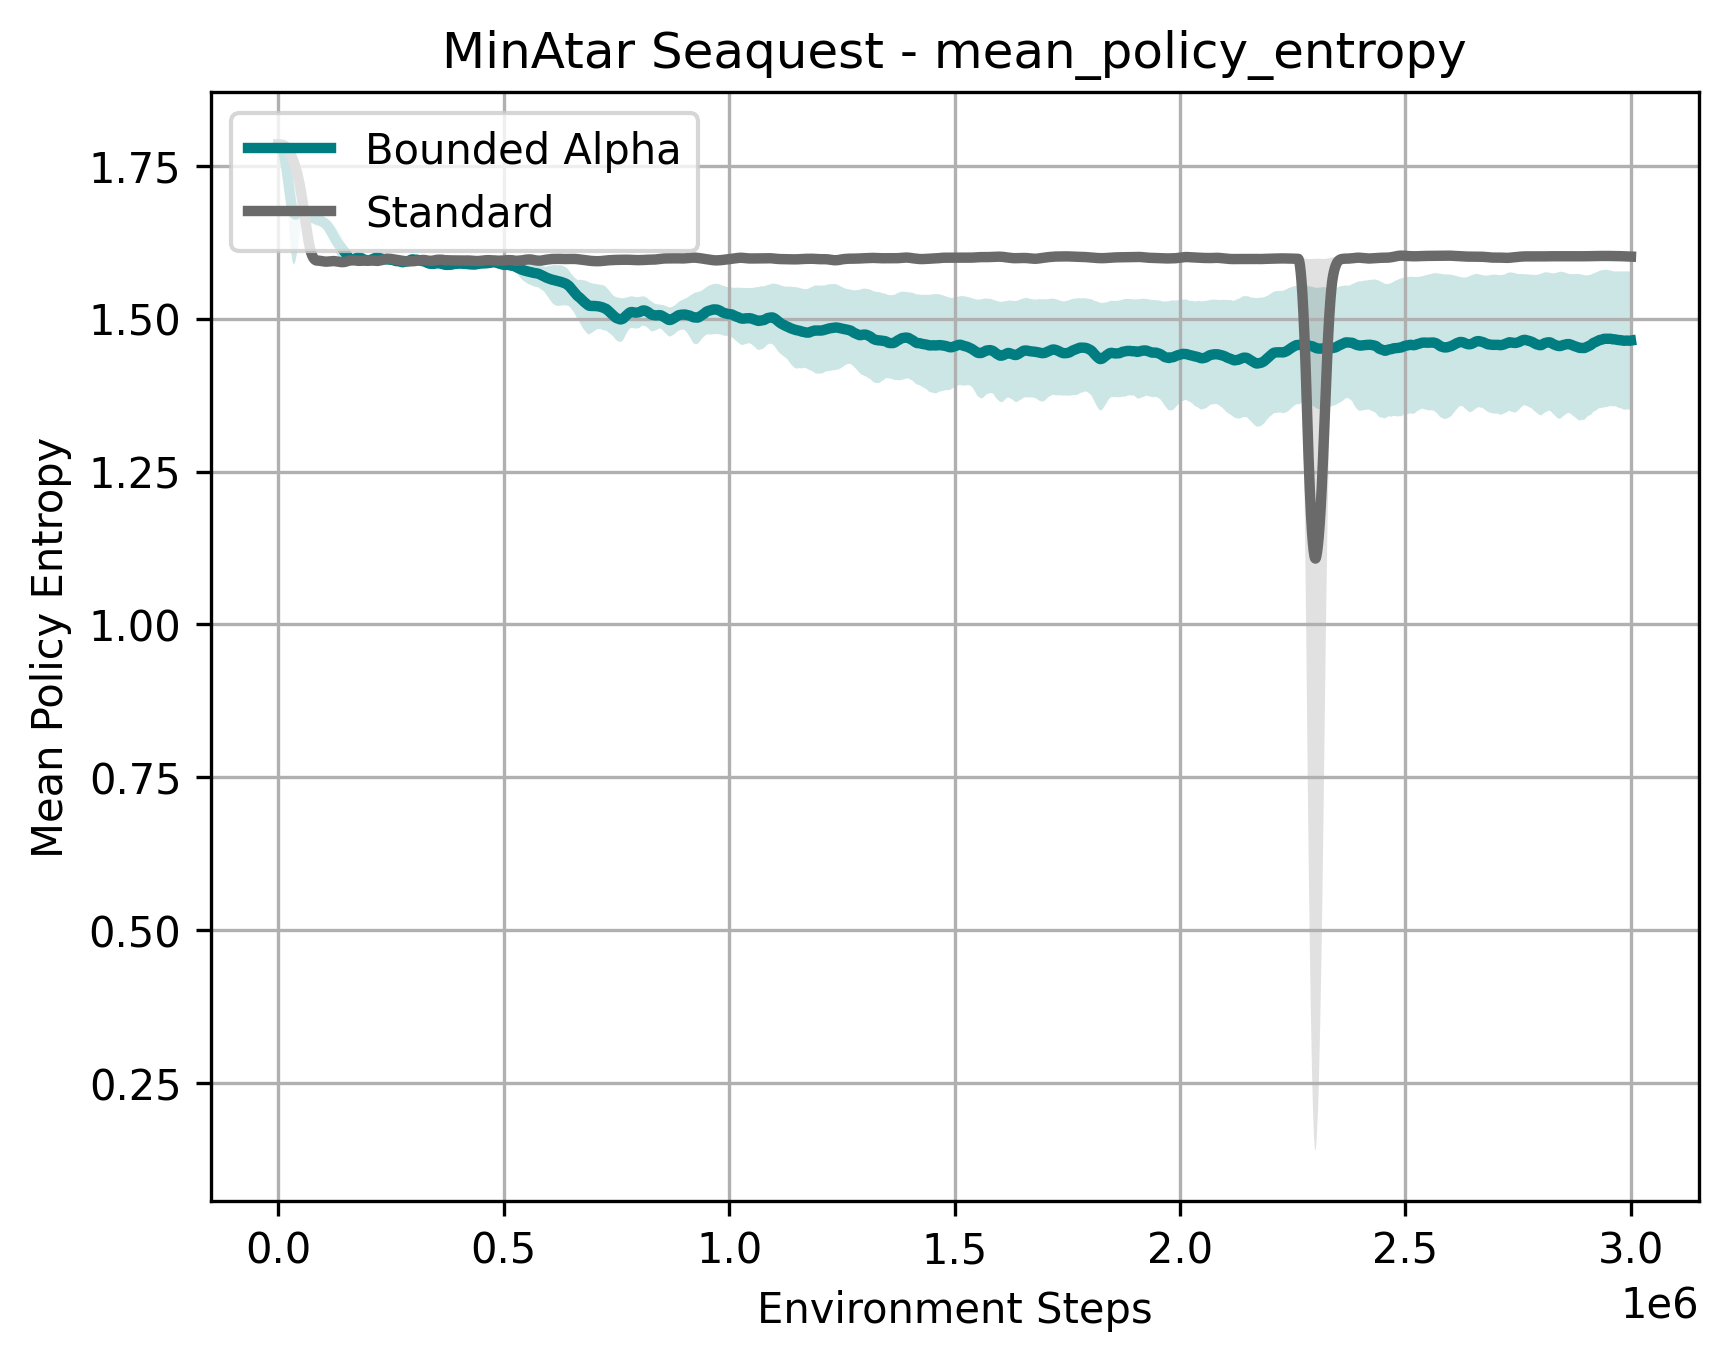 MinAtar Seaquest - mean_policy_entropy
Bounded Alpha
Standard
Mean Policy Entropy
1.75
1.50
1.25
1.00
0.75
0.50
0.25
0.0 0.5 1.0 1.5 2.0 2.5 3.0
1e6
Environment Steps